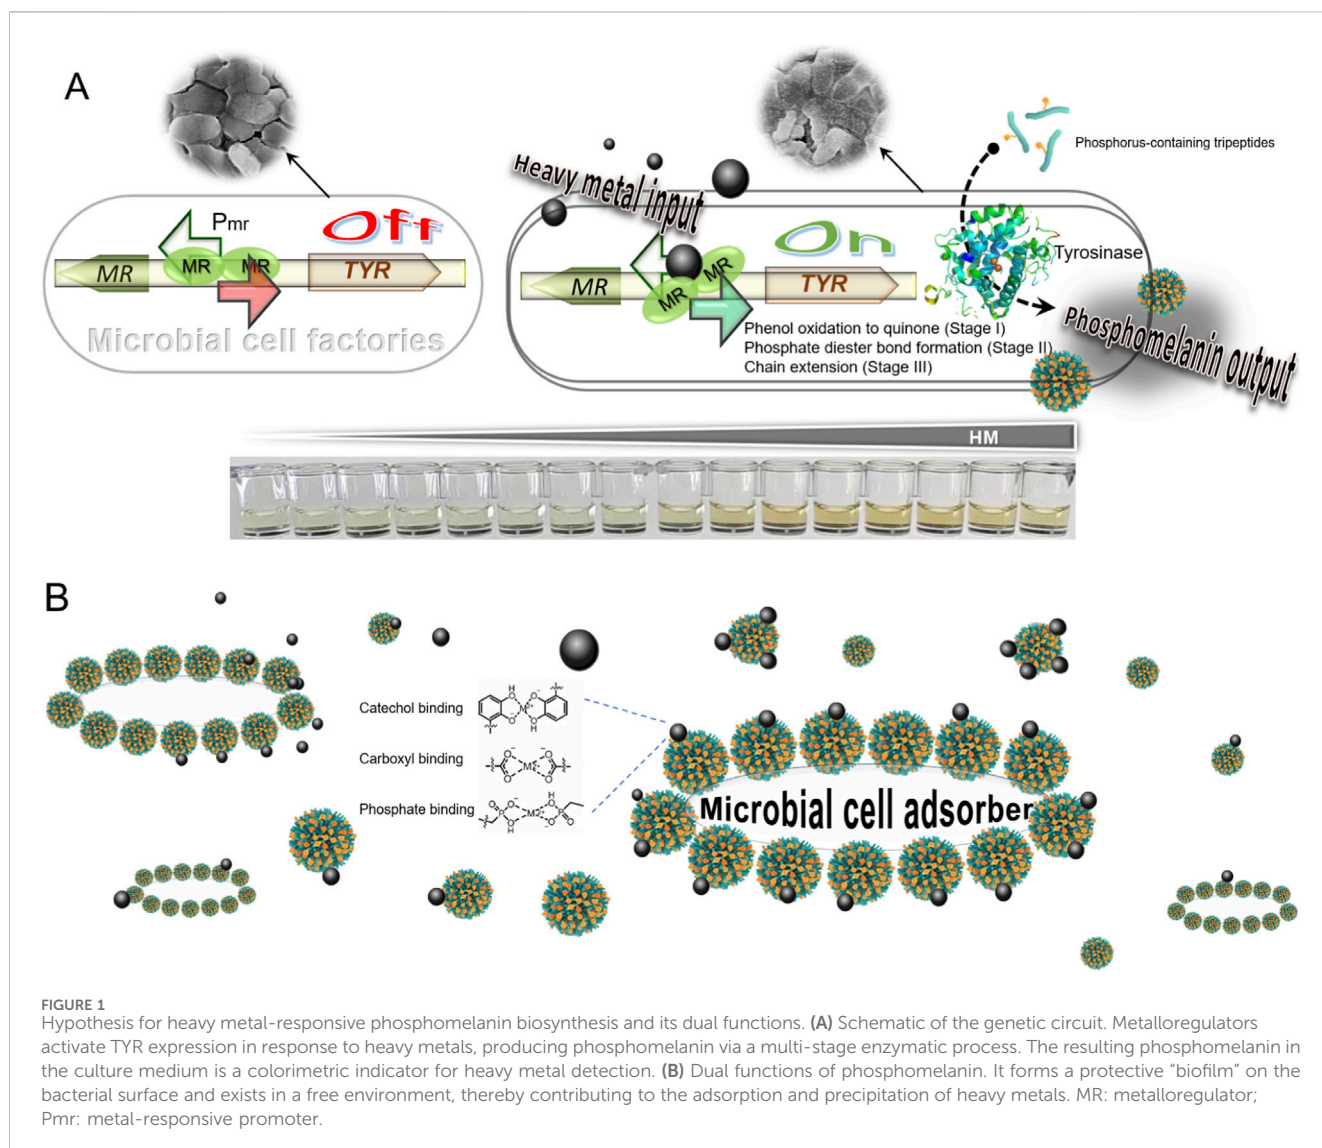 A
Off
Pmr
MR
MR
MR
TYR
Microbial cell factories
Heavy metal input
On
MR
MR
MR
TYR
Phosphorus-containing tripeptides
Tyrosinase
Phenol oxidation to quinone (Stage I)
Phosphate diester bond formation (Stage II)
Chain extension (Stage III)
Phosphomelanin output
HM
B
Catechol binding
H
O
O⁻
M²⁺
O⁻
O
H
Carboxyl binding
O⁻
O
M²⁺
O⁻
O
Phosphate binding
O
P
O⁻
O
H
M²⁺
H
O
O⁻
P
O
Microbial cell adsorber
FIGURE 1
Hypothesis for heavy metal-responsive phosphomelanin biosynthesis and its dual functions. (A) Schematic of the genetic circuit. Metalloregulators
activate TYR expression in response to heavy metals, producing phosphomelanin via a multi-stage enzymatic process. The resulting phosphomelanin in
the culture medium is a colorimetric indicator for heavy metal detection. (B) Dual functions of phosphomelanin. It forms a protective “biofilm” on the
bacterial surface and exists in a free environment, thereby contributing to the adsorption and precipitation of heavy metals. MR: metalloregulator;
Pmr: metal-responsive promoter.